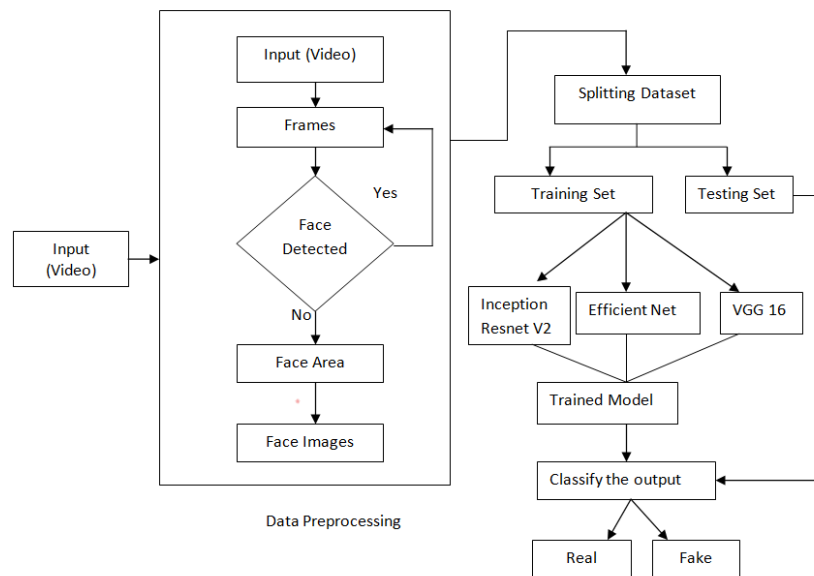 Input
(Video)
Input (Video)
Frames
Yes
Face
Detected
No
Face Area
Face Images
Data Preprocessing
Splitting Dataset
Training Set
Testing Set
Inception
Resnet V2
Efficient Net
VGG 16
Trained Model
Classify the output
Real
Fake